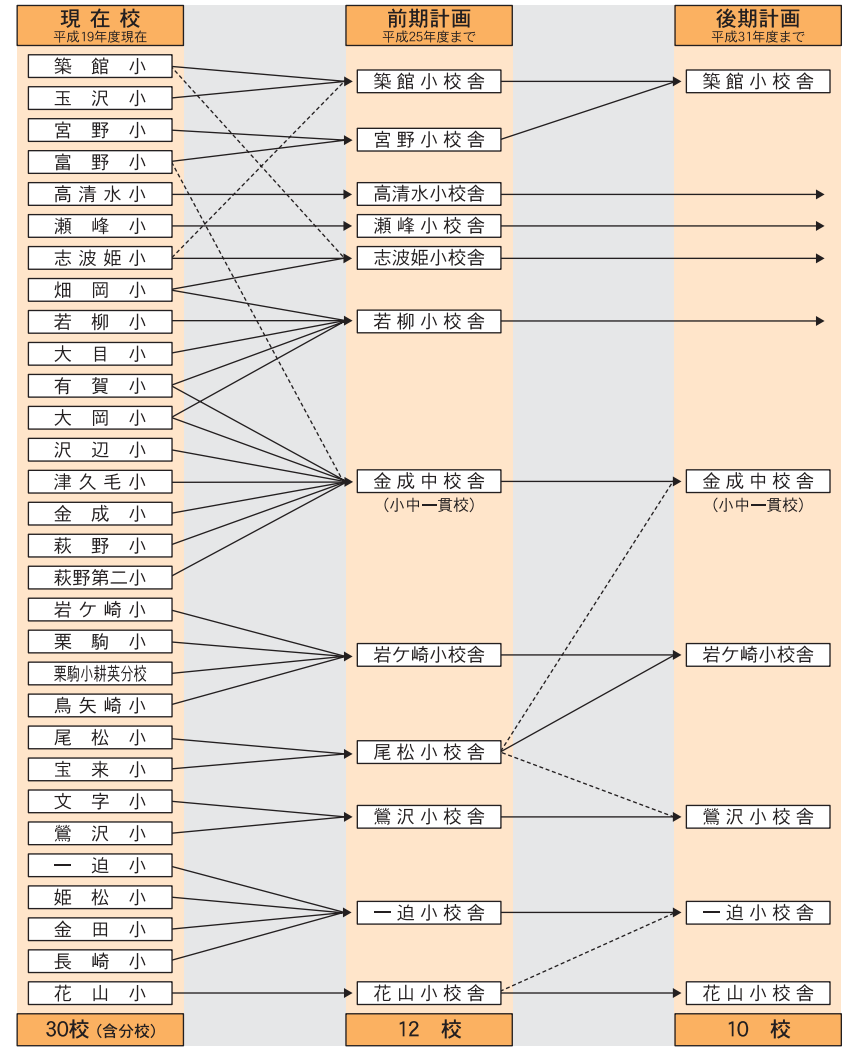 現在校
平成19年度現在
築館小
玉沢小
宮野小
富野小
高清水小
瀬峰小
志波姫小
畑岡小
若柳小
大目小
有賀小
大岡小
沢辺小
津久毛小
金成小
萩野小
萩野第二小
岩ケ崎小
栗駒小
栗駒小耕英分校
鳥矢崎小
尾松小
宝来小
文字小
鶯沢小
一迫小
姫松小
金田小
長崎小
花山小
30校（含分校）
前期計画
平成25年度まで
築館小校舎
宮野小校舎
高清水小校舎
瀬峰小校舎
志波姫小校舎
若柳小校舎
金成中校舎
（小中一貫校）
岩ケ崎小校舎
尾松小校舎
鶯沢小校舎
一迫小校舎
花山小校舎
12 校
後期計画
平成31年度まで
築館小校舎
金成中校舎
（小中一貫校）
岩ケ崎小校舎
鶯沢小校舎
一迫小校舎
花山小校舎
10 校